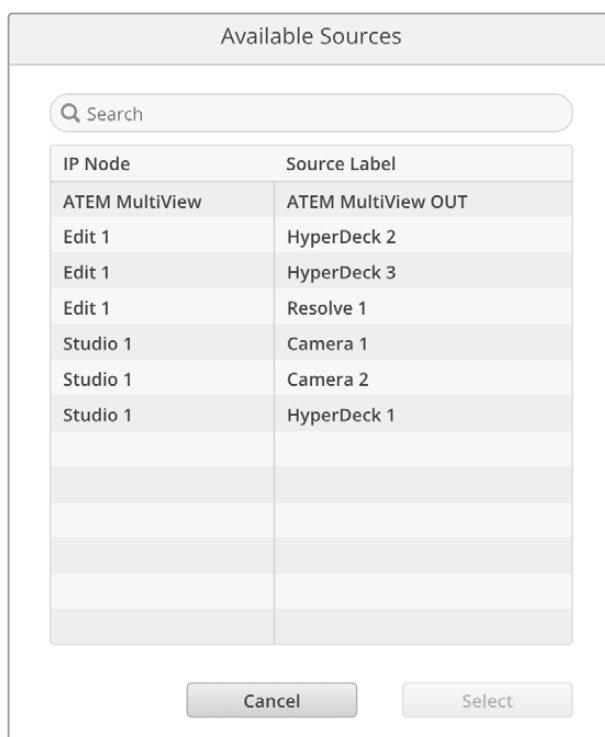 Available Sources
Search
IP Node Source Label
ATEM MultiView ATEM MultiView OUT
Edit 1 HyperDeck 2
Edit 1 HyperDeck 3
Edit 1 Resolve 1
Studio 1 Camera 1
Studio 1 Camera 2
Studio 1 HyperDeck 1
Cancel Select